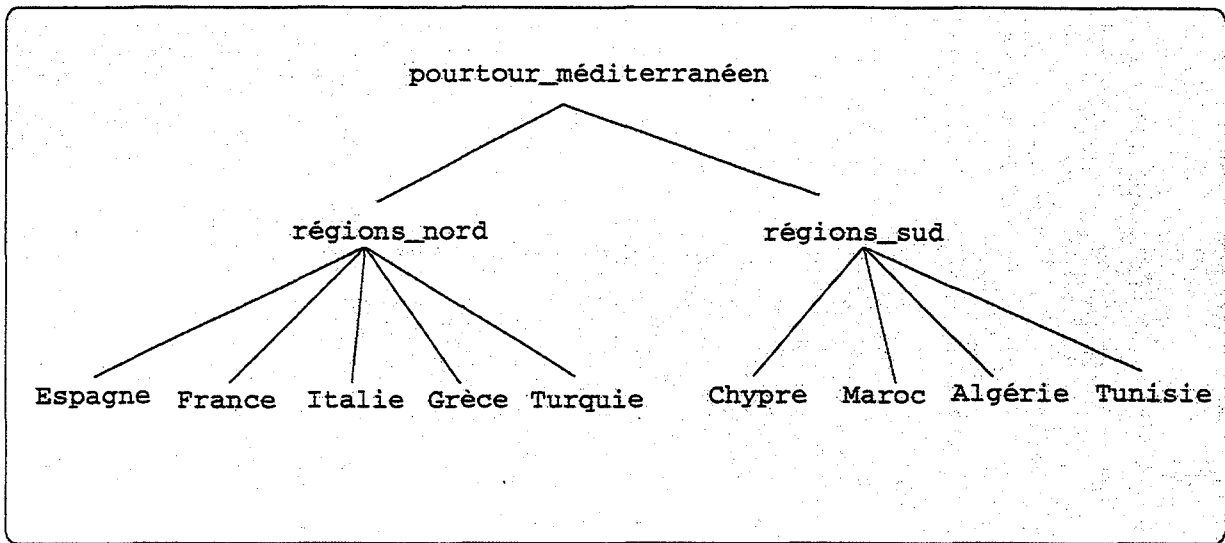 pourtour_méditerranéen
régions_nord régions_sud
Espagne France Italie Grèce Turquie Chypre Maroc Algérie Tunisie